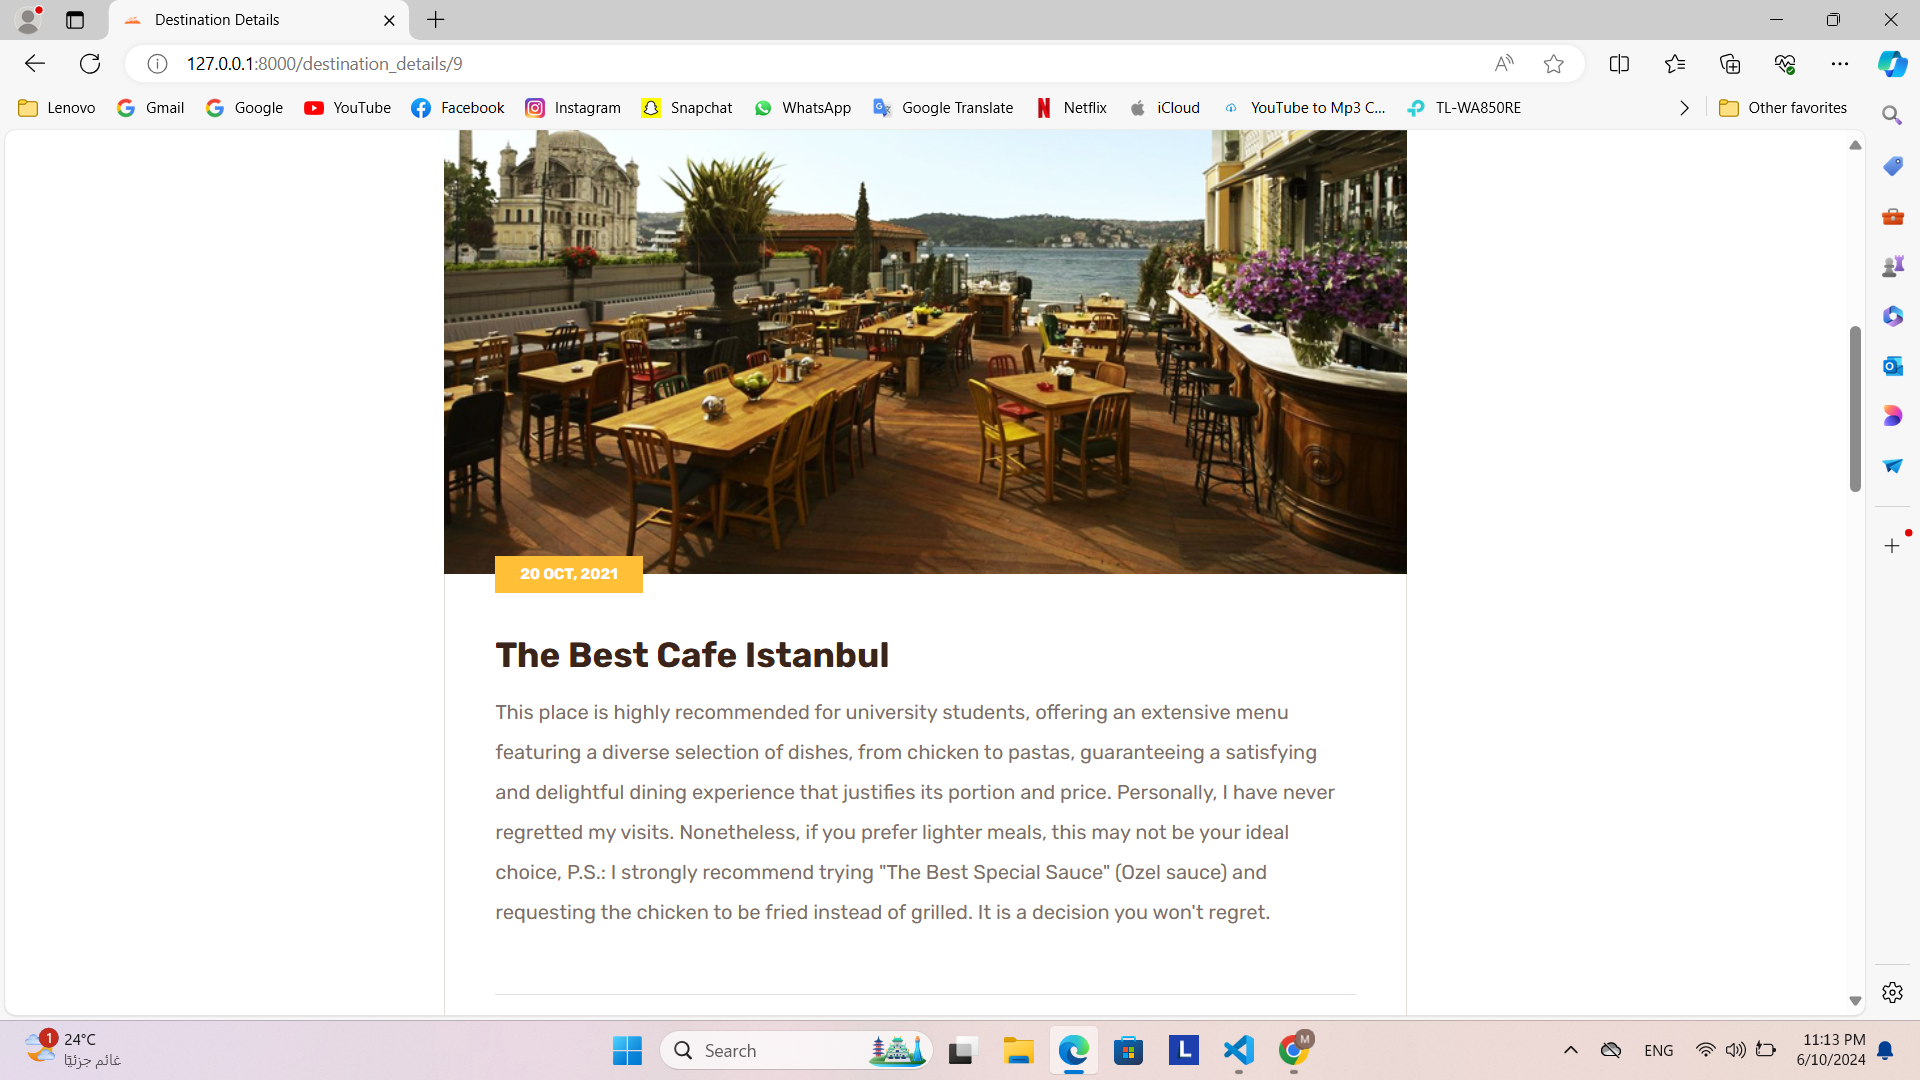 Destination Details
127.0.0.1:8000/destination_details/9
Lenovo Gmail Google YouTube Facebook Instagram Snapchat WhatsApp Google Translate Netflix iCloud YouTube to Mp3 C... TL-WA850RE Other favorites
20 OCT, 2021
The Best Cafe Istanbul
This place is highly recommended for university students, offering an extensive menu
featuring a diverse selection of dishes, from chicken to pastas, guaranteeing a satisfying
and delightful dining experience that justifies its portion and price. Personally, I have never
regretted my visits. Nonetheless, if you prefer lighter meals, this may not be your ideal
choice, P.S.: I strongly recommend trying "The Best Special Sauce" (Ozel sauce) and
requesting the chicken to be fried instead of grilled. It is a decision you won't regret.
1
24°C
غائم جزئيًا
Search
L
M
ENG
11:13 PM
6/10/2024